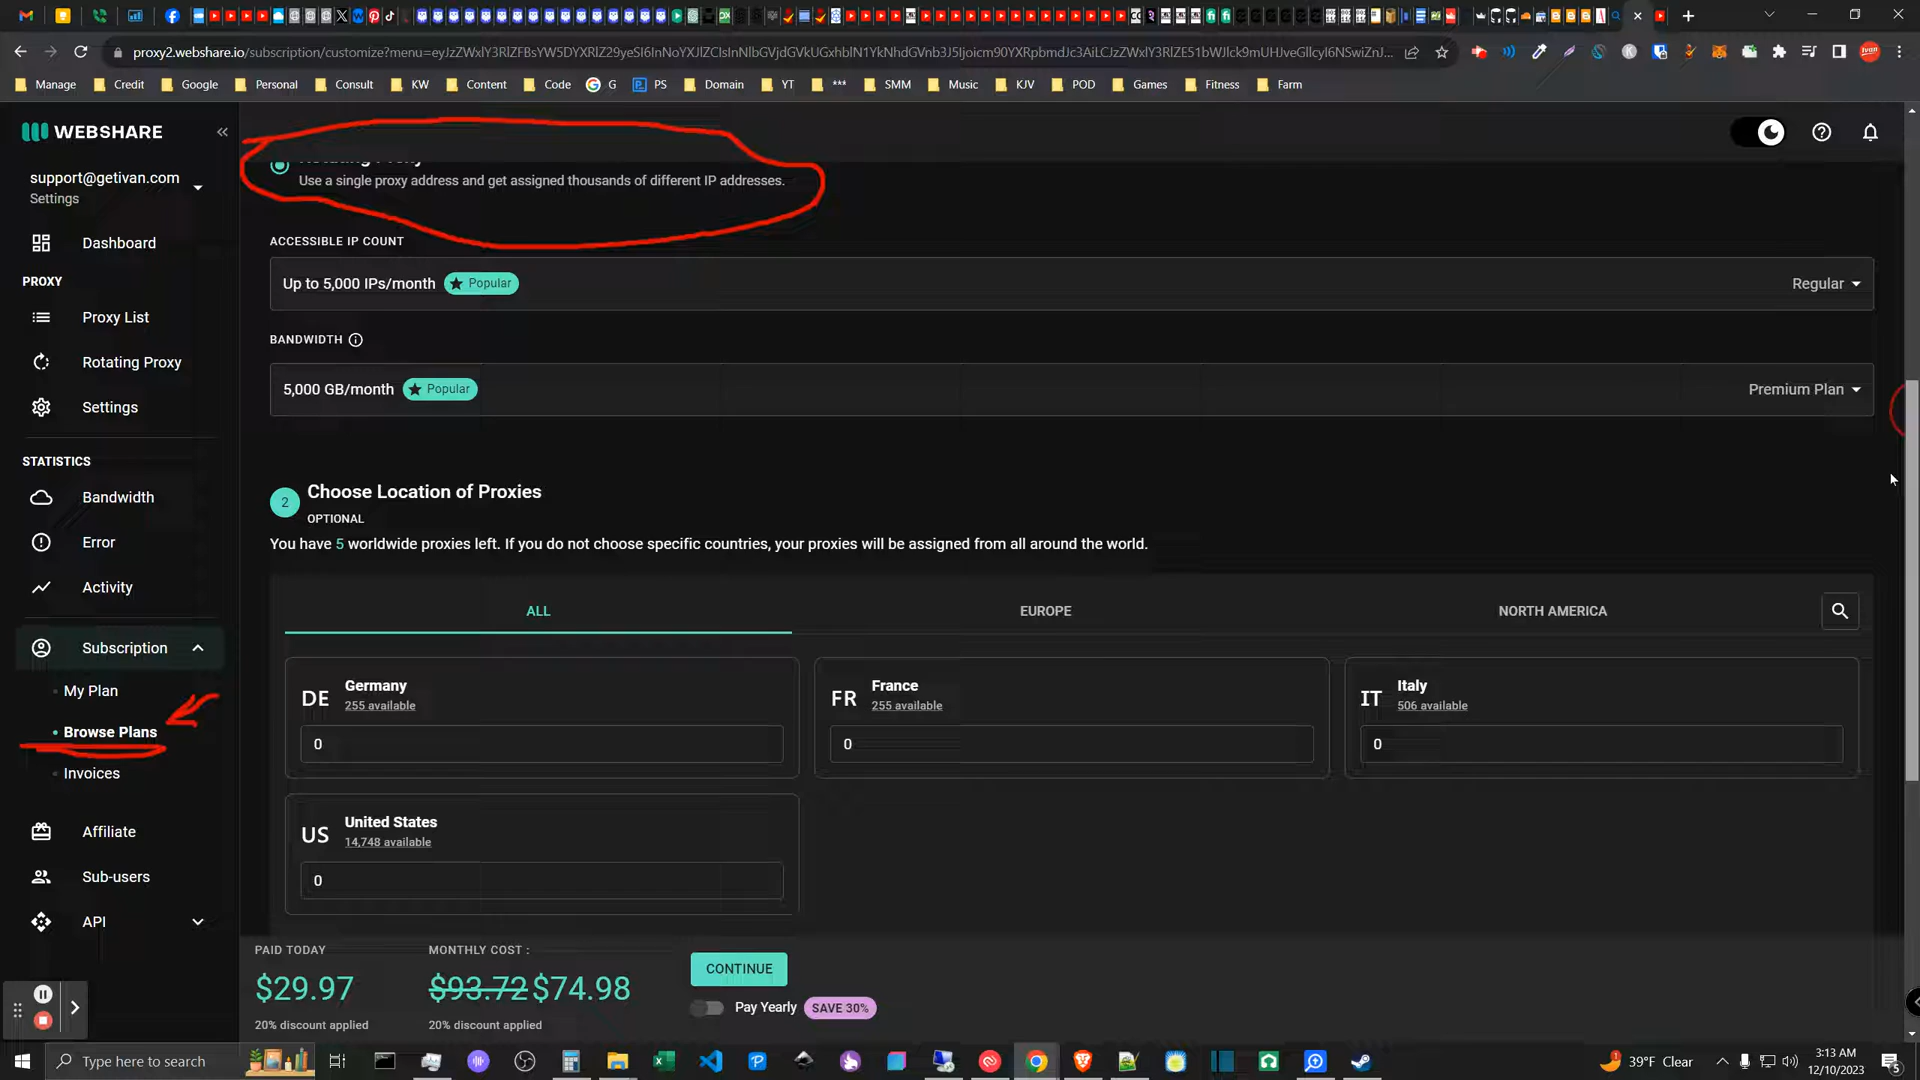 proxy2.webshare.io/subscription/customize?menu=eyJzZWxlY3RlZFBsYW5DYXRlZ29yeSI6InNoYXJlZCIsInNlbGVjdGVkUGxhblN1YkNhdGVnb3J5Ijoicm90YXRpbmdJc3AiLCJzZWxlY3RlZE51bWJlck9mUHJveGllcyI6NSwiZnJ...
Manage
Credit
Google
Personal
Consult
KW
Content
Code
G
PS
Domain
YT
***
SMM
Music
KJV
POD
Games
Fitness
Farm
WEBSHARE
support@getivan.com
Settings
Dashboard
PROXY
Proxy List
Rotating Proxy
Settings
STATISTICS
Bandwidth
Error
Activity
Subscription
My Plan
Browse Plans
Invoices
Affiliate
Sub-users
API
Rotating Proxy
Use a single proxy address and get assigned thousands of different IP addresses.
ACCESSIBLE IP COUNT
Up to 5,000 IPs/month Popular Regular
BANDWIDTH
5,000 GB/month Popular Premium Plan
2 Choose Location of Proxies
OPTIONAL
You have 5 worldwide proxies left. If you do not choose specific countries, your proxies will be assigned from all around the world.
ALL EUROPE NORTH AMERICA
DE Germany
255 available
0
FR France
255 available
0
IT Italy
506 available
0
US United States
14,748 available
0
PAID TODAY
$29.97
20% discount applied
MONTHLY COST :
$93.72 $74.98
20% discount applied
CONTINUE
Pay Yearly SAVE 30%
Type here to search
39°F Clear
3:13 AM
12/10/2023
5